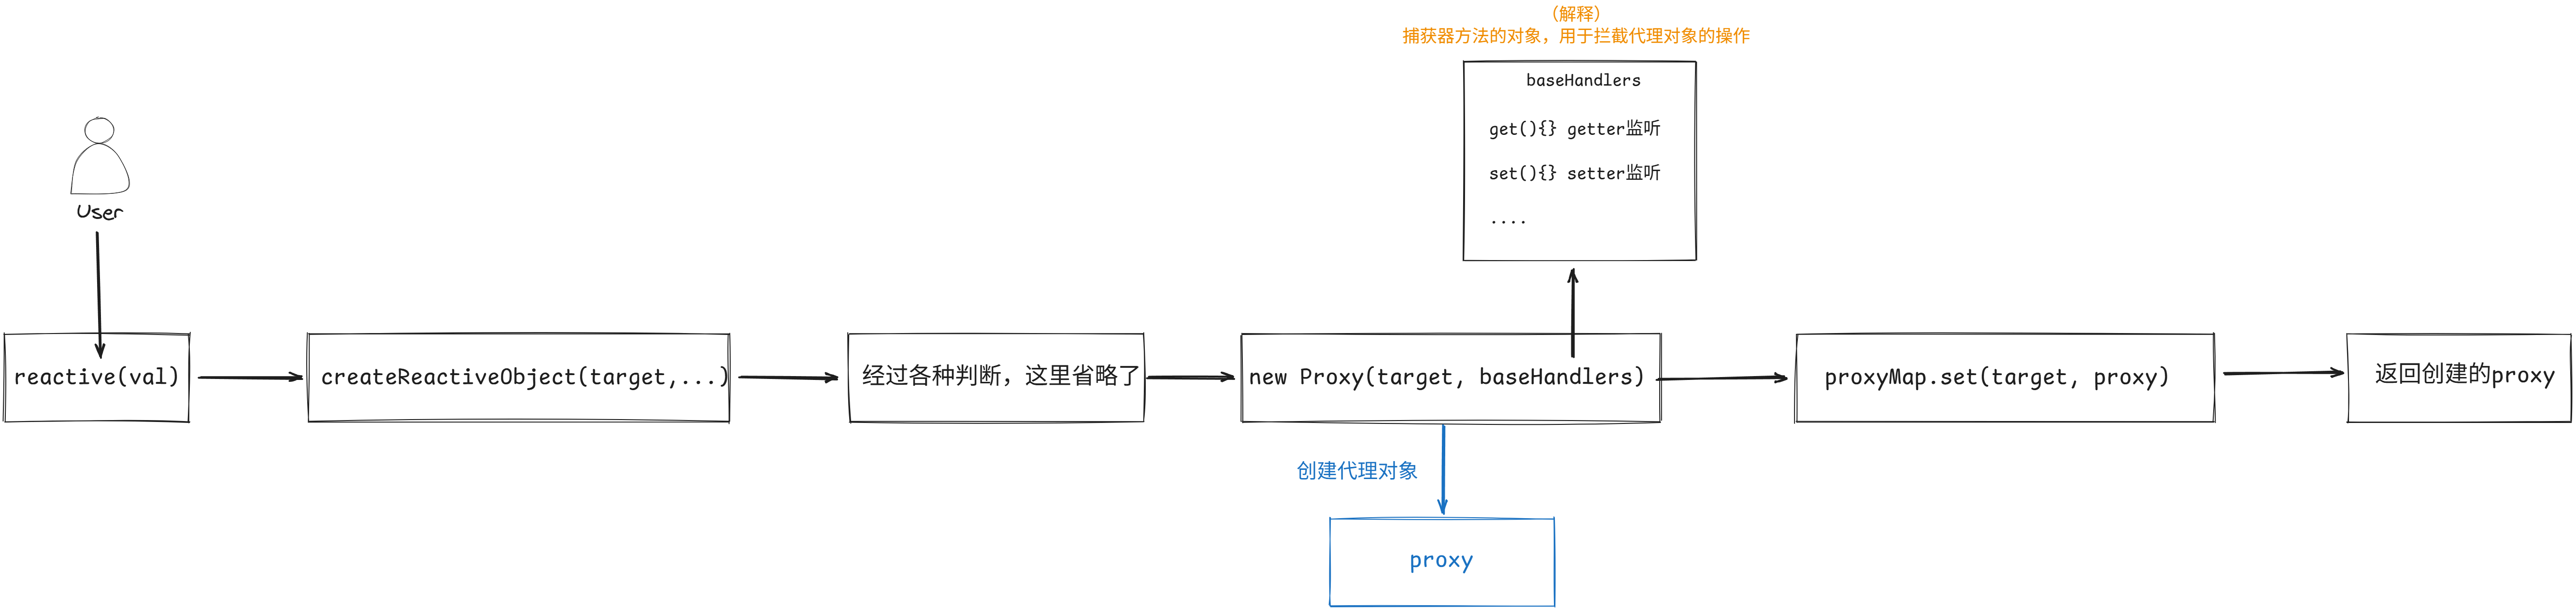 （解释）
捕获器方法的对象，用于拦截代理对象的操作
baseHandlers
get(){} getter监听
set(){} setter监听
....
User
reactive(val)
createReactiveObject(target,...)
经过各种判断，这里省略了
new Proxy(target, baseHandlers)
proxyMap.set(target, proxy)
返回创建的proxy
创建代理对象
proxy